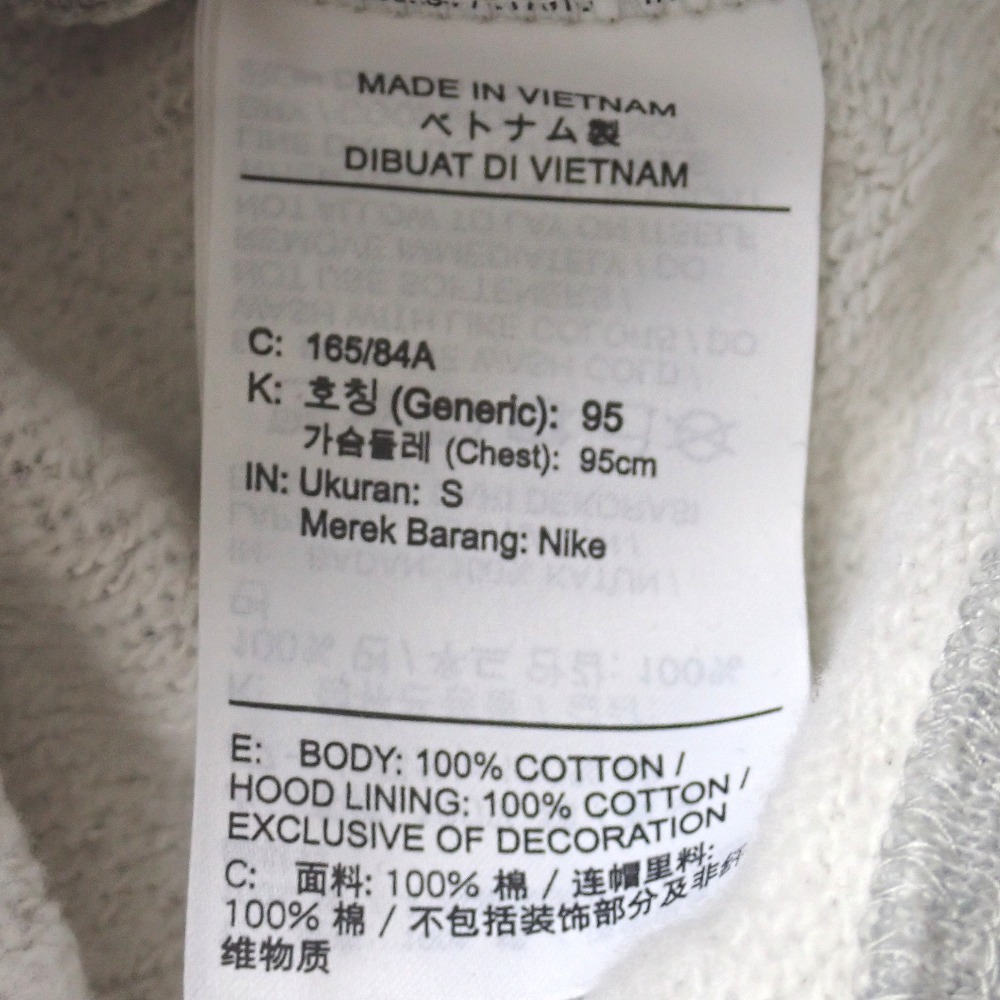 MADE IN VIETNAM
ベトナム製
DIBUAT DI VIETNAM
C: 165/84A
K: 호칭 (Generic): 95
가슴둘레 (Chest): 95cm
IN: Ukuran: S
Merek Barang: Nike
E: BODY: 100% COTTON /
HOOD LINING: 100% COTTON /
EXCLUSIVE OF DECORATION
C: 面料: 100% 棉 / 连帽里料:
100% 棉 / 不包括装饰部分及非纤
维物质